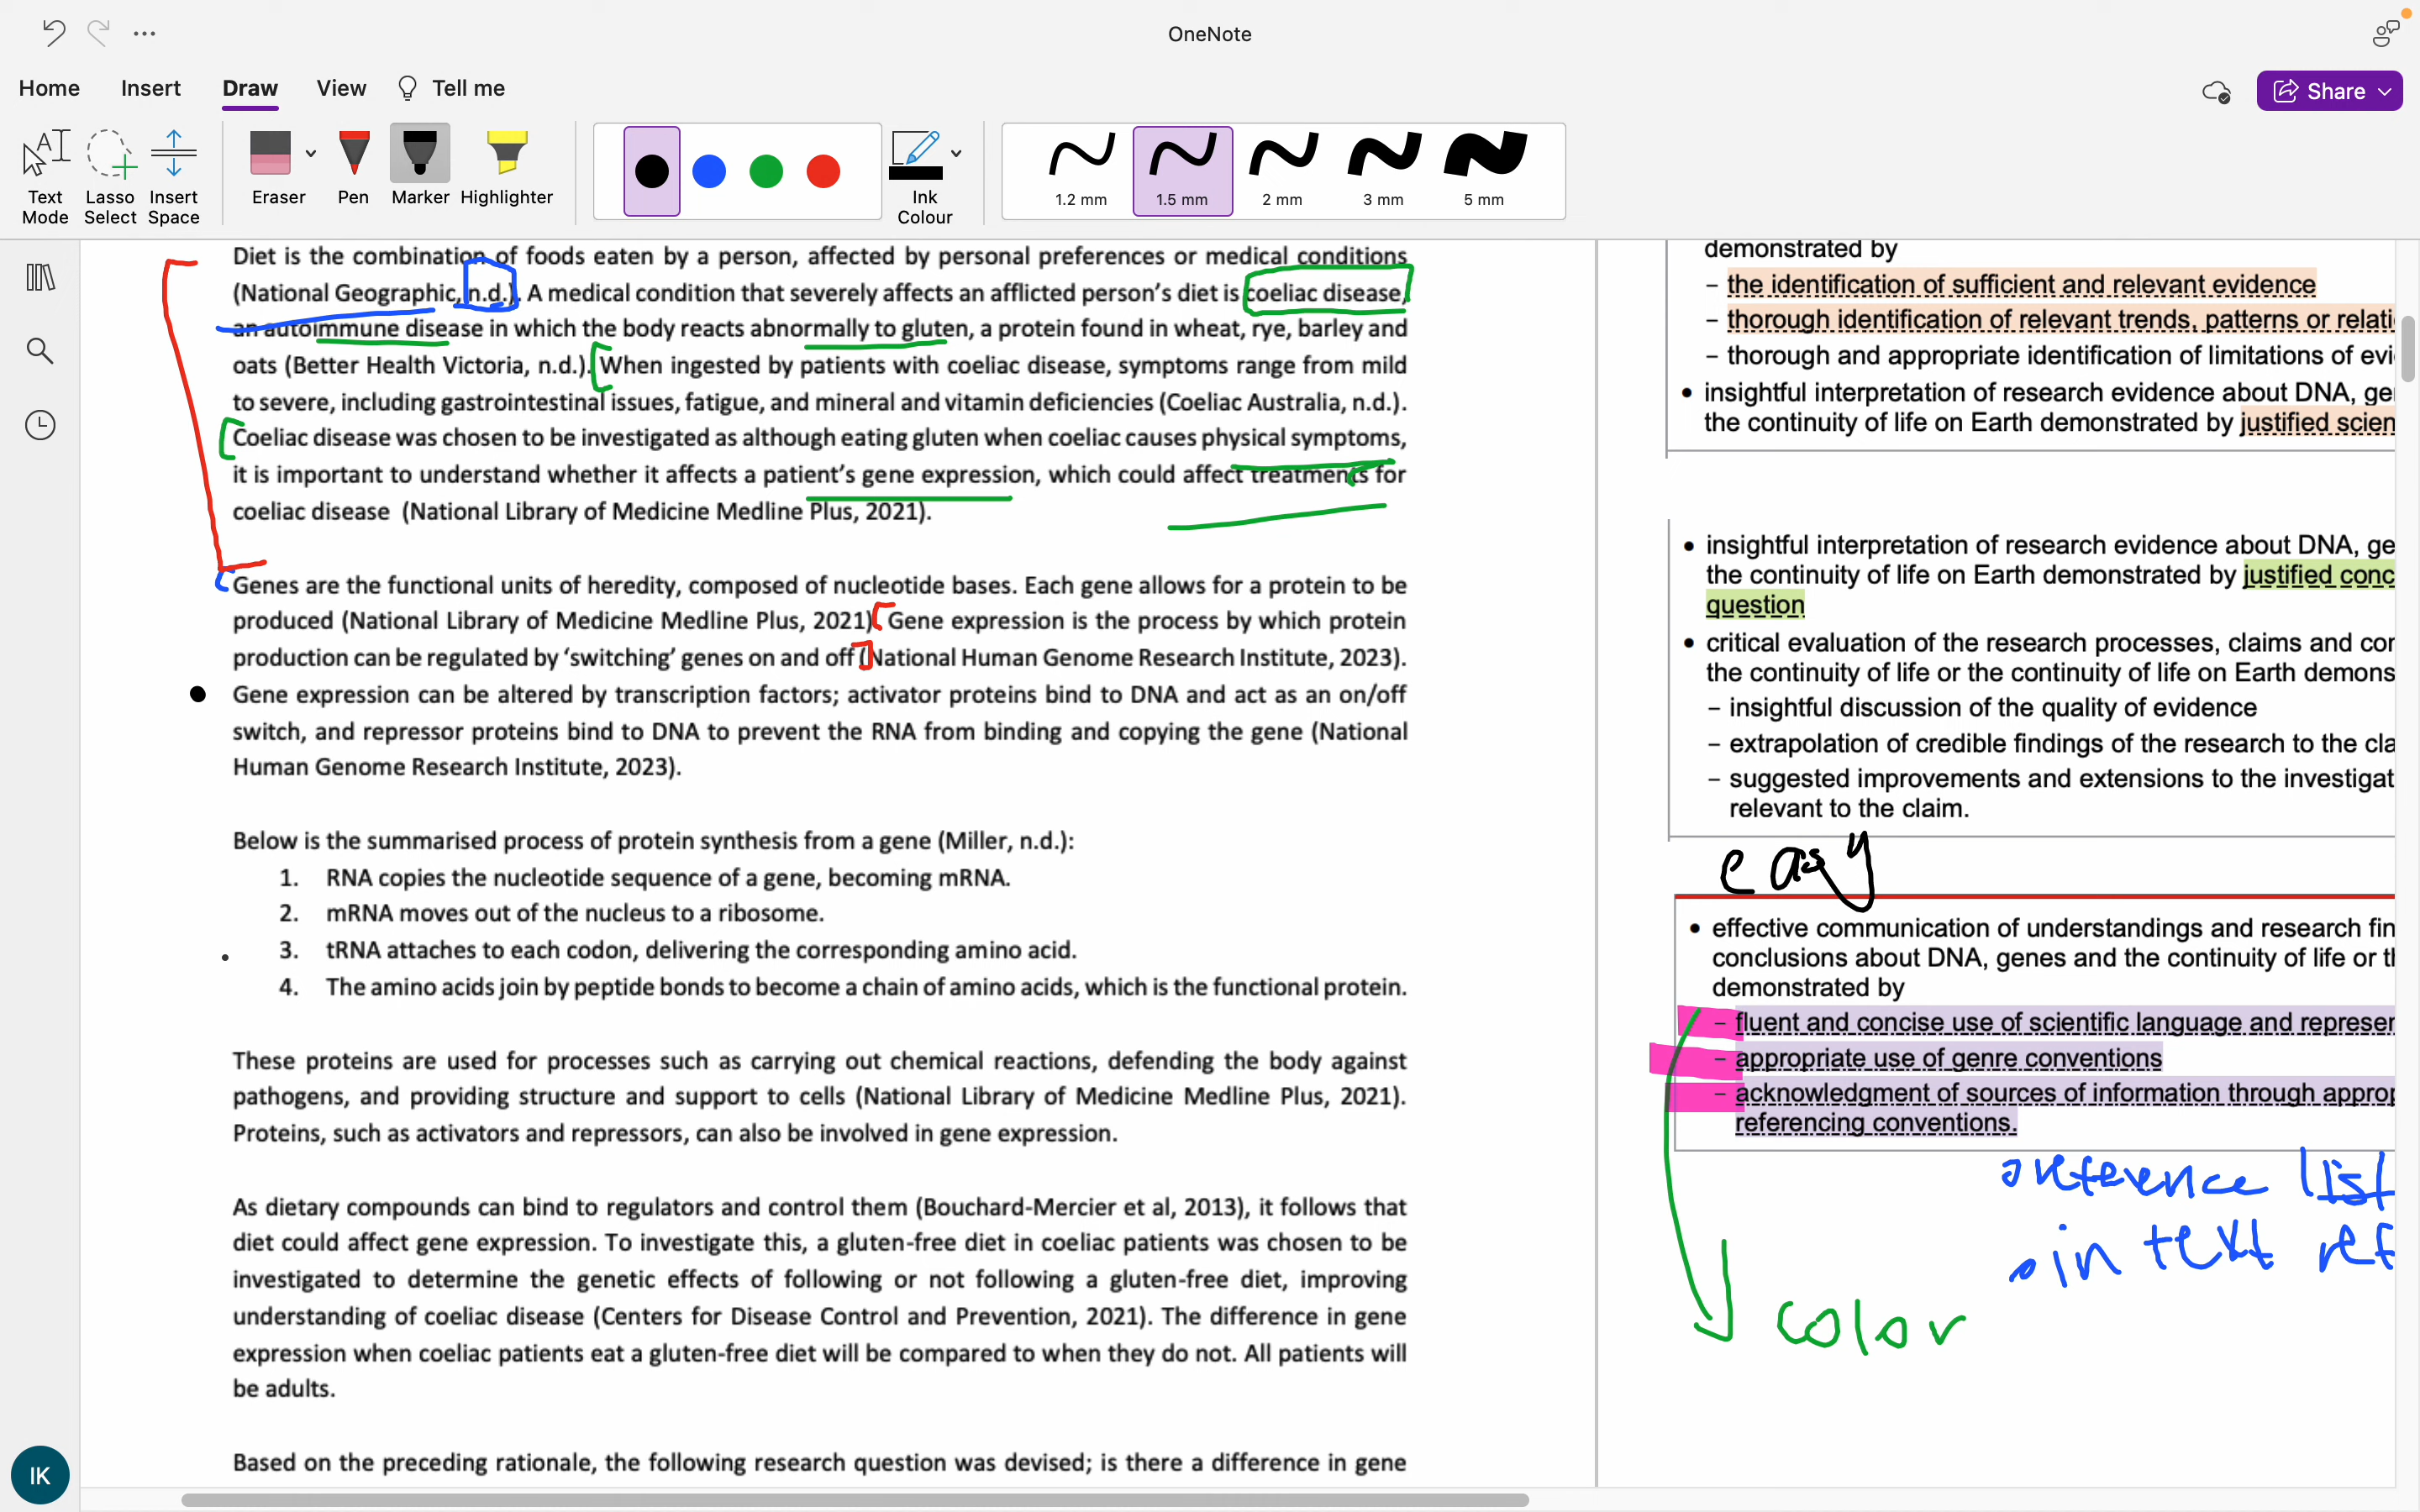 OneNote
Home Insert Draw View Tell me
Share
Text Mode
Lasso Select
Insert Space
Eraser
Pen
Marker
Highlighter
Ink Colour
1.2 mm
1.5 mm
2 mm
3 mm
5 mm
Diet is the combination of foods eaten by a person, affected by personal preferences or medical conditions
(National Geographic, n.d.). A medical condition that severely affects an afflicted person's diet is coeliac disease,
an autoimmune disease in which the body reacts abnormally to gluten, a protein found in wheat, rye, barley and
oats (Better Health Victoria, n.d.). When ingested by patients with coeliac disease, symptoms range from mild
to severe, including gastrointestinal issues, fatigue, and mineral and vitamin deficiencies (Coeliac Australia, n.d.).
Coeliac disease was chosen to be investigated as although eating gluten when coeliac causes physical symptoms,
it is important to understand whether it affects a patient's gene expression, which could affect treatments for
coeliac disease (National Library of Medicine Medline Plus, 2021).
Genes are the functional units of heredity, composed of nucleotide bases. Each gene allows for a protein to be
produced (National Library of Medicine Medline Plus, 2021). Gene expression is the process by which protein
production can be regulated by 'switching' genes on and off (National Human Genome Research Institute, 2023).
Gene expression can be altered by transcription factors; activator proteins bind to DNA and act as an on/off
switch, and repressor proteins bind to DNA to prevent the RNA from binding and copying the gene (National
Human Genome Research Institute, 2023).
Below is the summarised process of protein synthesis from a gene (Miller, n.d.):
1. RNA copies the nucleotide sequence of a gene, becoming mRNA.
2. mRNA moves out of the nucleus to a ribosome.
3. tRNA attaches to each codon, delivering the corresponding amino acid.
4. The amino acids join by peptide bonds to become a chain of amino acids, which is the functional protein.
These proteins are used for processes such as carrying out chemical reactions, defending the body against
pathogens, and providing structure and support to cells (National Library of Medicine Medline Plus, 2021).
Proteins, such as activators and repressors, can also be involved in gene expression.
As dietary compounds can bind to regulators and control them (Bouchard-Mercier et al, 2013), it follows that
diet could affect gene expression. To investigate this, a gluten-free diet in coeliac patients was chosen to be
investigated to determine the genetic effects of following or not following a gluten-free diet, improving
understanding of coeliac disease (Centers for Disease Control and Prevention, 2021). The difference in gene
expression when coeliac patients eat a gluten-free diet will be compared to when they do not. All patients will
be adults.
Based on the preceding rationale, the following research question was devised; is there a difference in gene
IK
demonstrated by
– the identification of sufficient and relevant evidence
– thorough identification of relevant trends, patterns or relati
– thorough and appropriate identification of limitations of evi
• insightful interpretation of research evidence about DNA, ge
the continuity of life on Earth demonstrated by justified scien
• insightful interpretation of research evidence about DNA, ge
the continuity of life on Earth demonstrated by justified conc
question
• critical evaluation of the research processes, claims and cor
the continuity of life or the continuity of life on Earth demons
– insightful discussion of the quality of evidence
– extrapolation of credible findings of the research to the cla
– suggested improvements and extensions to the investigat
relevant to the claim.
easy
• effective communication of understandings and research fin
conclusions about DNA, genes and the continuity of life or th
demonstrated by
– fluent and concise use of scientific language and represer
– appropriate use of genre conventions
– acknowledgment of sources of information through approp
referencing conventions.
reference list
in text ref
color